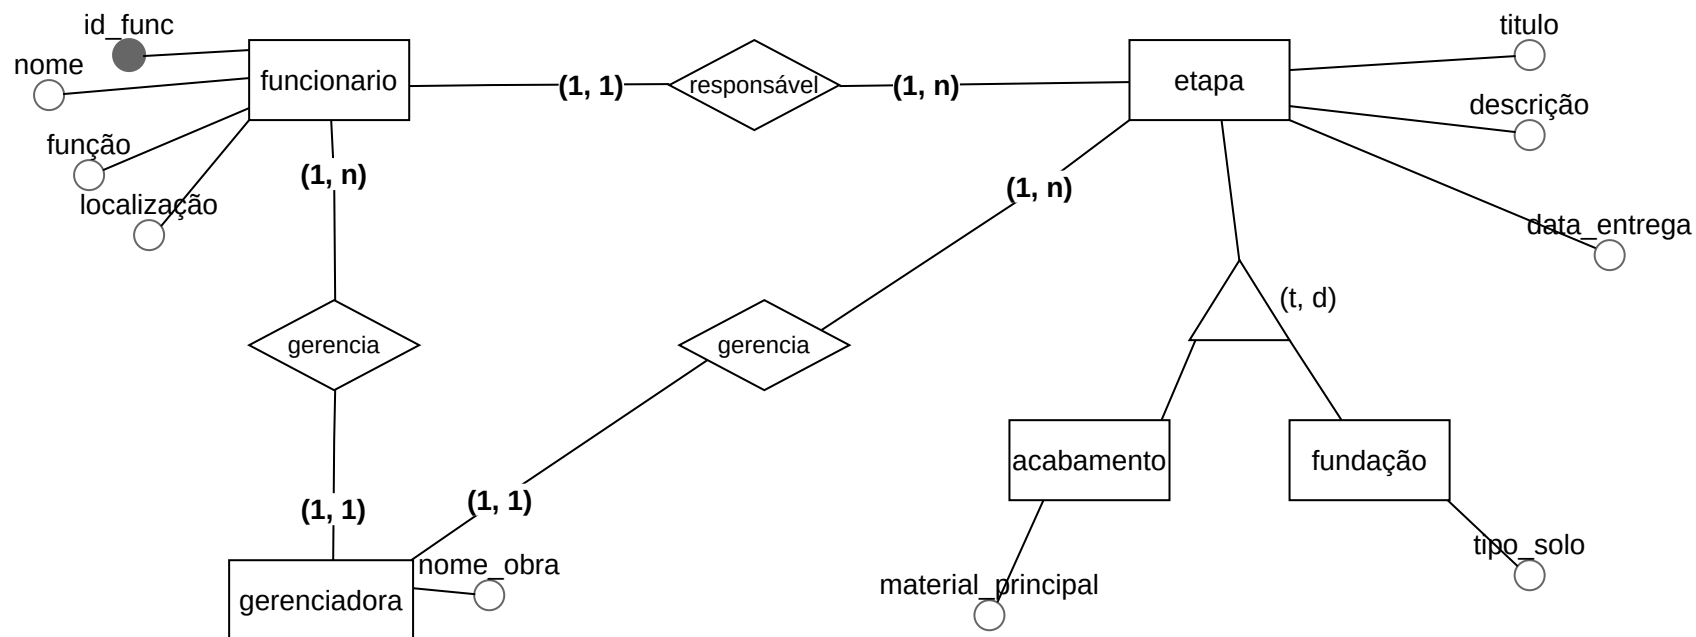 id_func
titulo
nome
funcionario
(1, 1)
responsável
(1, n)
etapa
descrição
função
(1, n)
(1, n)
localização
data_entrega
(t, d)
gerencia
gerencia
acabamento
fundação
(1, 1)
(1, 1)
nome_obra
tipo_solo
gerenciadora
material_principal